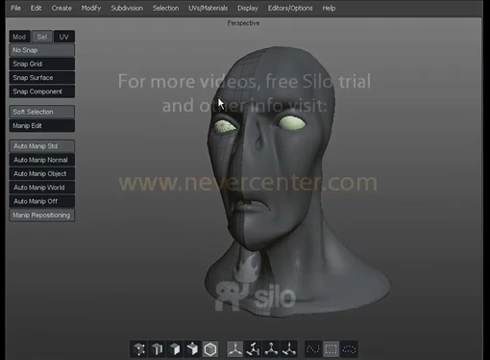 File Edit Create Modify Subdivision Selection UVs/Materials Display Editors/Options Help
Perspective
Mod Sel UV
No Snap
Snap Grid
Snap Surface
Snap Component
Soft Selection
Manip Edit
Auto Manip Std
Auto Manip Normal
Auto Manip Object
Auto Manip World
Auto Manip Off
Manip Repositioning
For more videos, free Silo trial
and other info visit:
www.nevercenter.com
silo